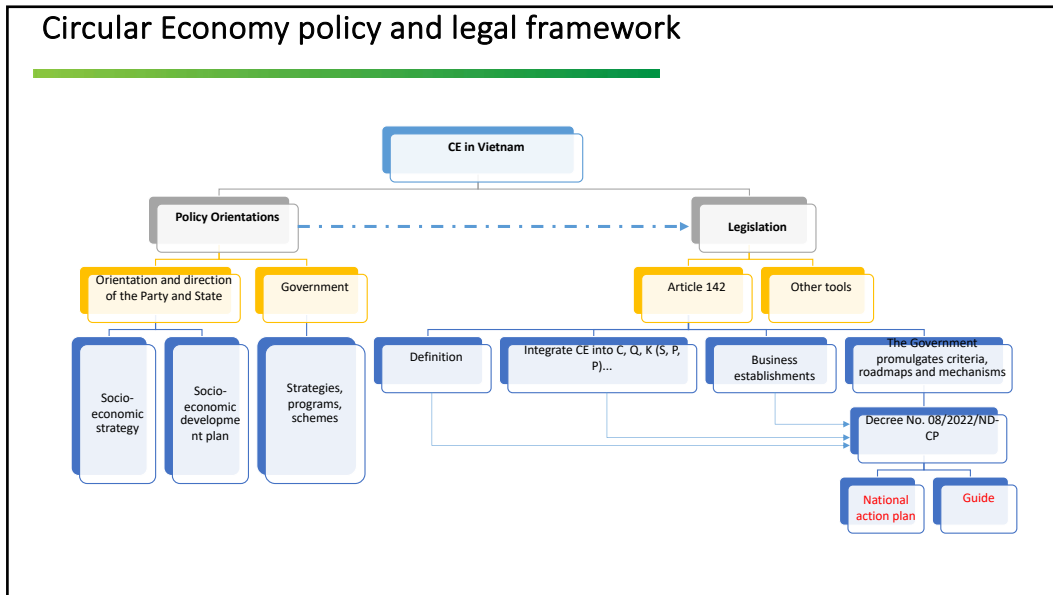 Circular Economy policy and legal framework
CE in Vietnam
Policy Orientations
Legislation
Orientation and direction
of the Party and State
Government
Article 142
Other tools
Socio-
economic
strategy
Socio-
economic
developme
nt plan
Strategies,
programs,
schemes
Definition
Integrate CE into C, Q, K (S, P,
P)...
Business
establishments
The Government
promulgates criteria,
roadmaps and mechanisms
Decree No. 08/2022/ND-
CP
National
action plan
Guide